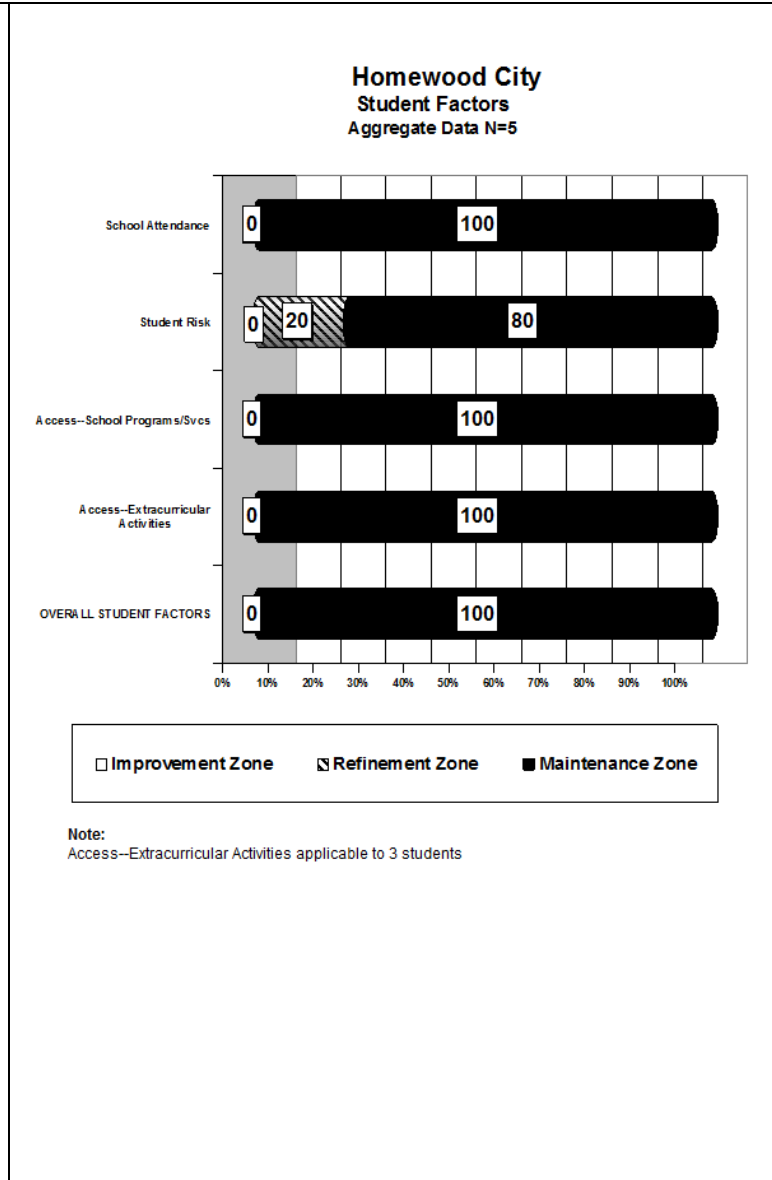 Homewood City
Student Factors
Aggregate Data N=5
School Attendance
0
100
Student Risk
0
20
80
Access--School Programs/Svcs
0
100
Access--Extracurricular
Activities
0
100
OVERALL STUDENT FACTORS
0
100
0% 10% 20% 30% 40% 50% 60% 70% 80% 90% 100%
Improvement Zone Refinement Zone Maintenance Zone
Note:
Access--Extracurricular Activities applicable to 3 students